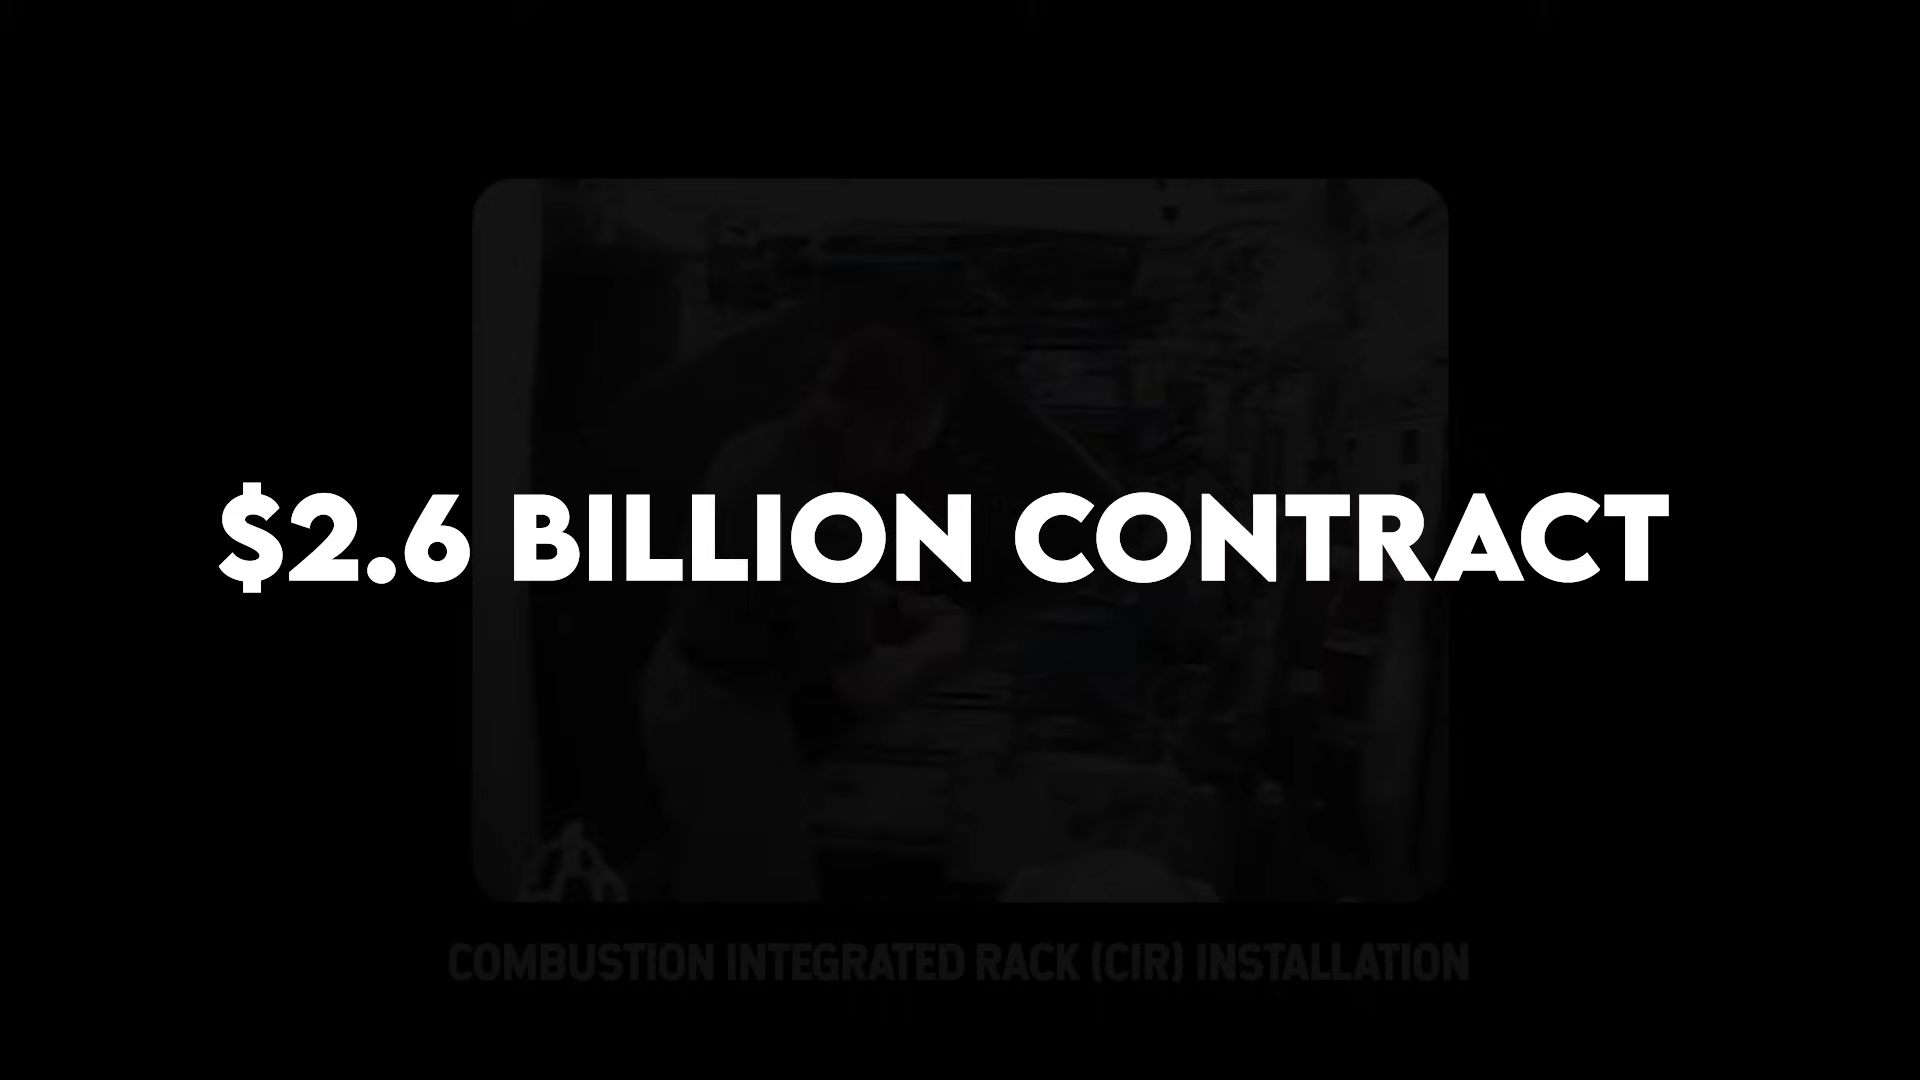 $2.6 BILLION CONTRACT
COMBUSTION INTEGRATED RACK (CIR) INSTALLATION